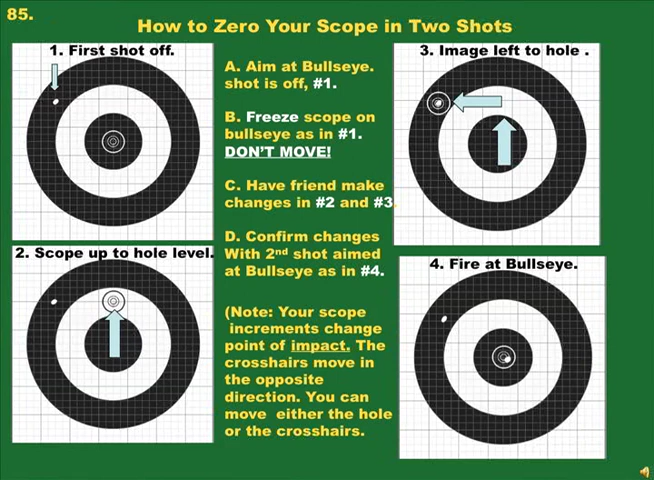 85.
How to Zero Your Scope in Two Shots
1. First shot off.
A. Aim at Bullseye.
shot is off, #1.
B. Freeze scope on
bullseye as in #1.
DON'T MOVE!
C. Have friend make
changes in #2 and #3.
D. Confirm changes
With 2nd shot aimed
at Bullseye as in #4.
(Note: Your scope
increments change
point of impact. The
crosshairs move in
the opposite
direction. You can
move either the hole
or the crosshairs.
2. Scope up to hole level.
3. Image left to hole .
4. Fire at Bullseye.